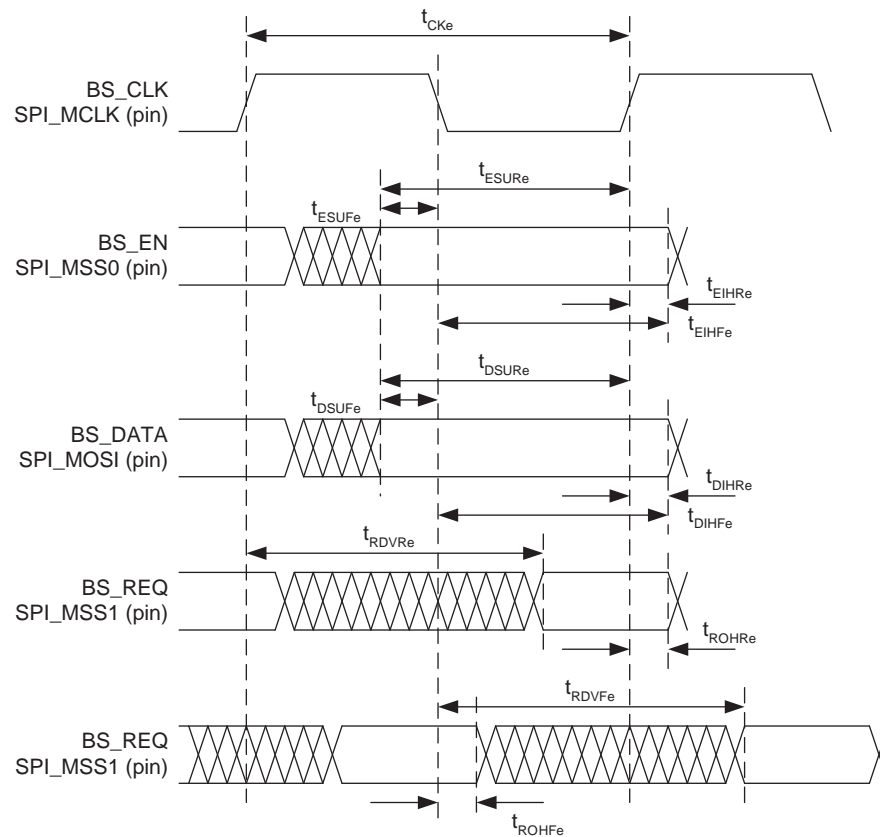 tCKe
BS_CLK
SPI_MCLK (pin)
tESURe
tESUFe
BS_EN
SPI_MSS0 (pin)
tEIHRe
tEIHFe
tDSURe
tDSUFe
BS_DATA
SPI_MOSI (pin)
tDIHRe
tDIHFe
tRDVRe
BS_REQ
SPI_MSS1 (pin)
tROHRe
tRDVFe
BS_REQ
SPI_MSS1 (pin)
tROHFe